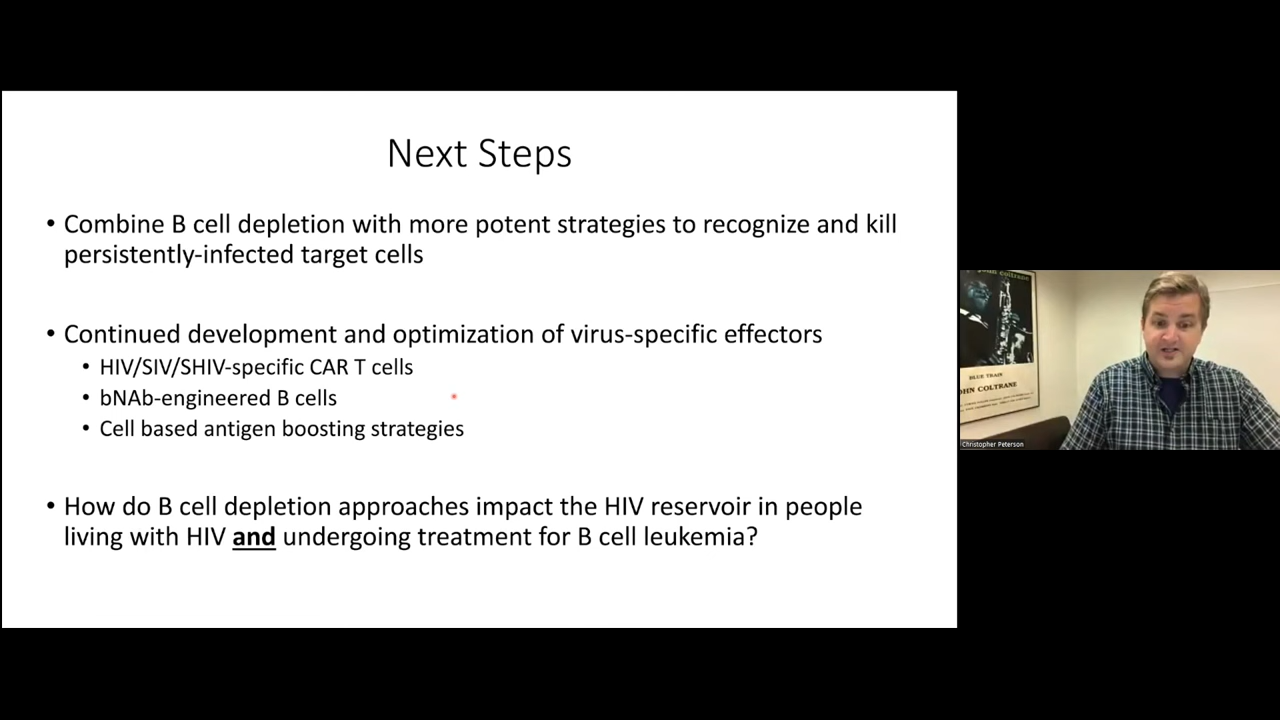 Next Steps
• Combine B cell depletion with more potent strategies to recognize and kill
persistently-infected target cells
• Continued development and optimization of virus-specific effectors
• HIV/SIV/SHIV-specific CAR T cells
• bNAb-engineered B cells
• Cell based antigen boosting strategies
• How do B cell depletion approaches impact the HIV reservoir in people
living with HIV and undergoing treatment for B cell leukemia?
john coltrane
BLUE TRAIN
JOHN COLTRANE
Christopher Peterson